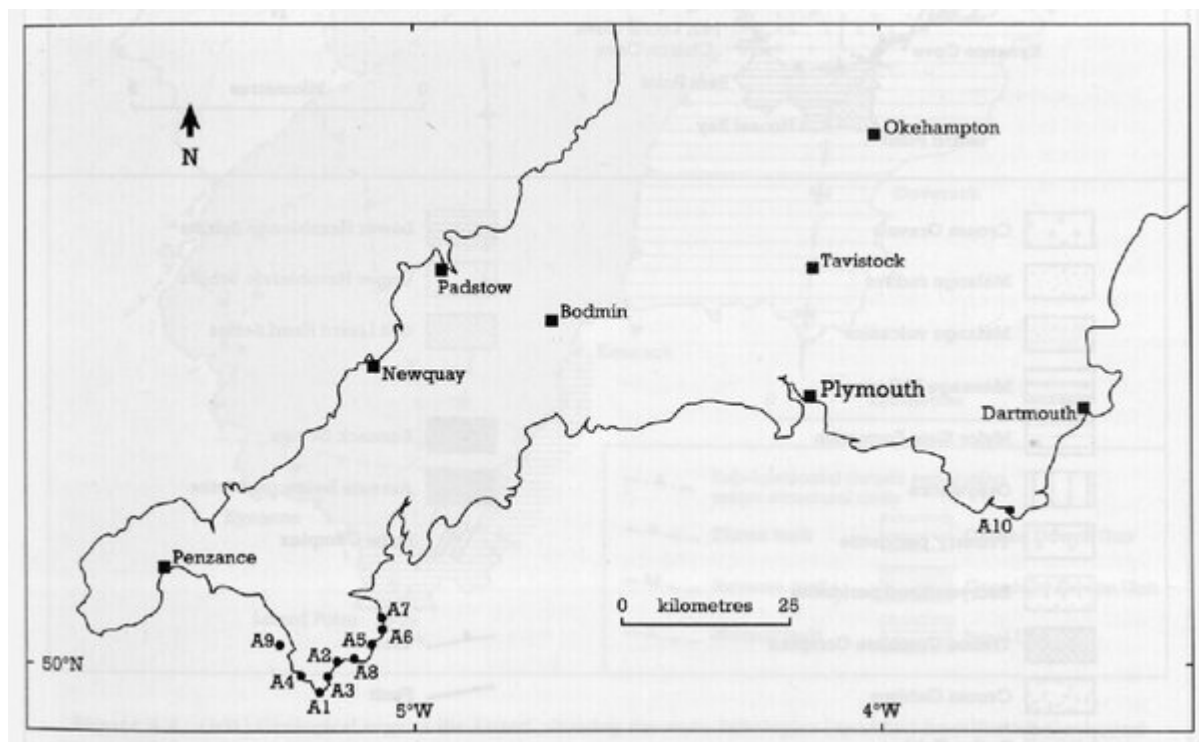 N
Okehampton
Tavistock
Padstow
Bodmin
Newquay
Plymouth
Dartmouth
A10
Penzance
0 kilometres 25
A7
A6
A9
A5
A2
A8
50°N
A4
A3
A1
5°W
4°W